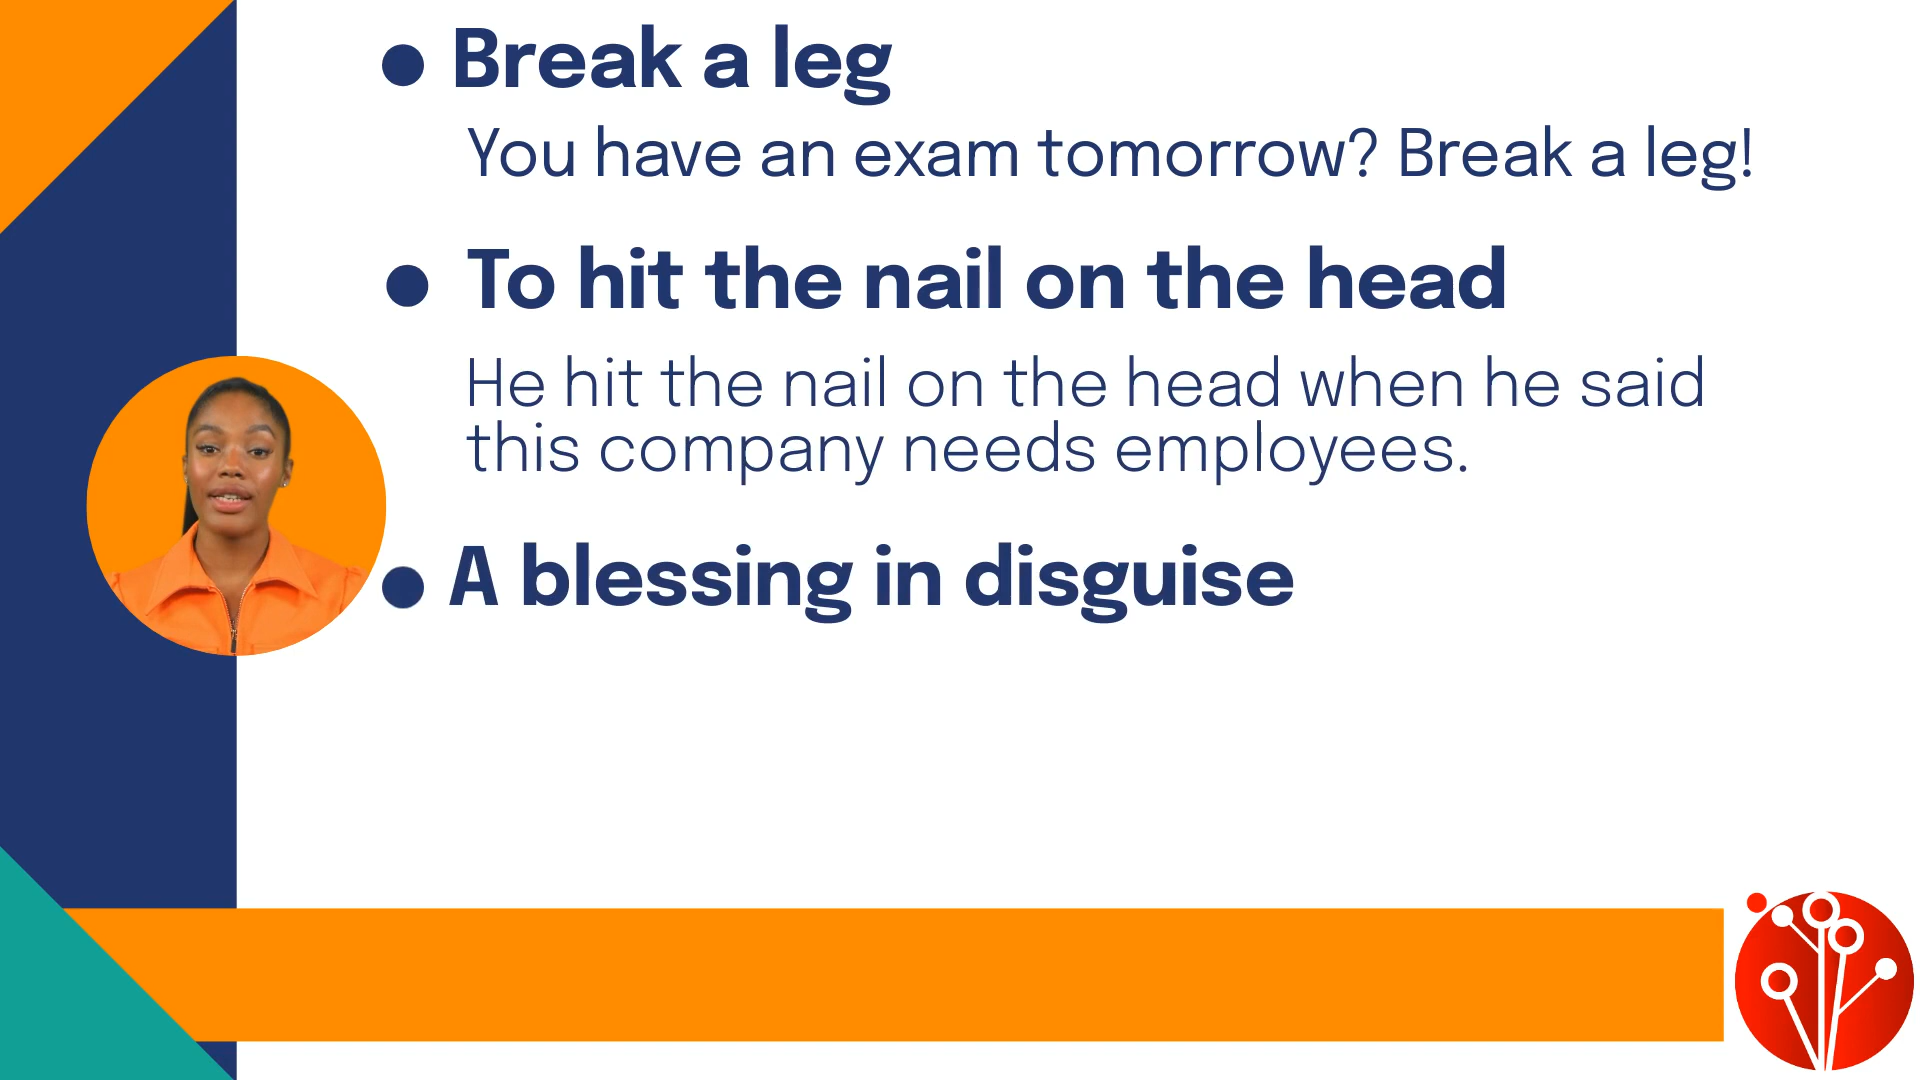 Break a leg
You have an exam tomorrow? Break a leg!
To hit the nail on the head
He hit the nail on the head when he said
this company needs employees.
A blessing in disguise